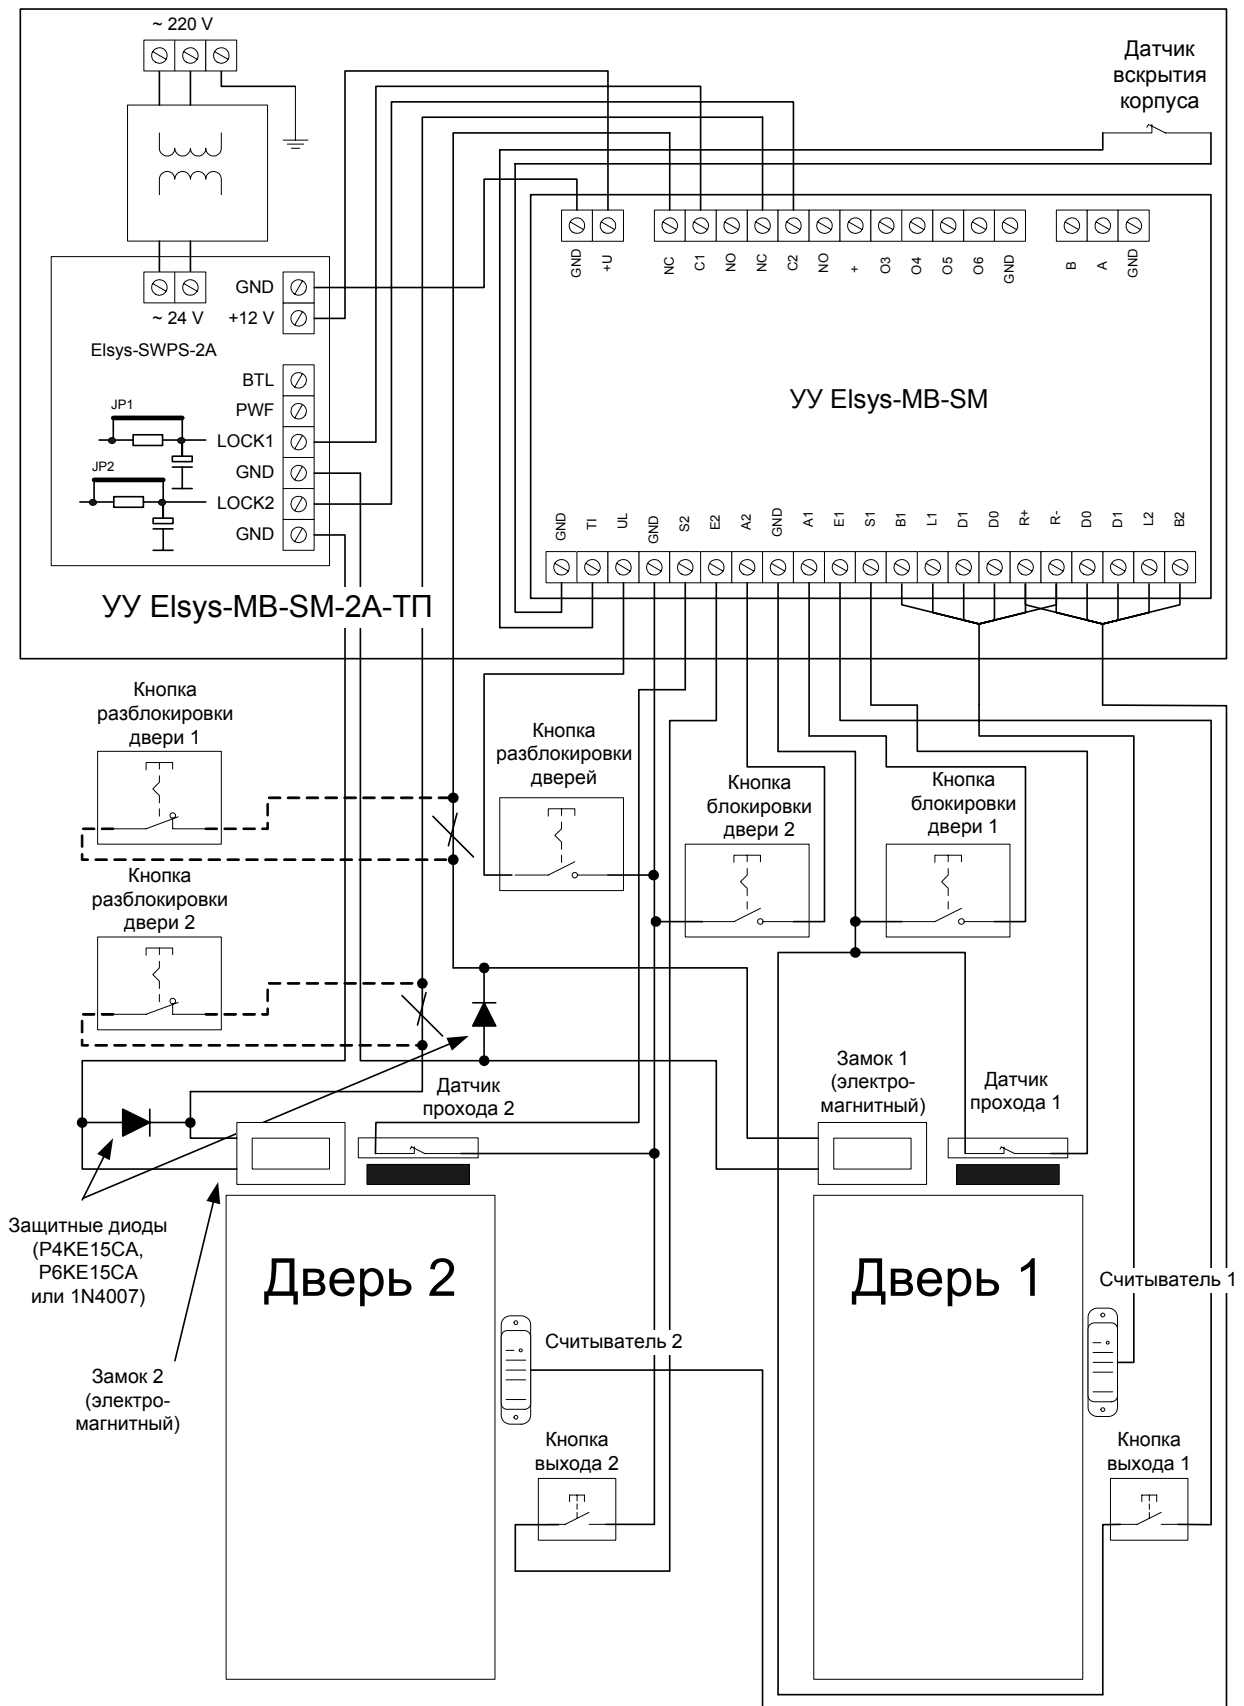 ~ 220 V
Датчик
вскрытия
корпуса
GND
+U
NC
C1
NO
NC
C2
NO
+
O3
O4
O5
O6
GND
B
A
GND
~ 24 V
GND
+12 V
Elsys-SWPS-2A
BTL
PWF
JP1
LOCK1
GND
JP2
LOCK2
GND
УУ Elsys-MB-SM
GND
TI
UL
GND
S2
E2
A2
GND
A1
E1
S1
B1
L1
D1
D0
R+
R-
D0
D1
L2
B2
УУ Elsys-MB-SM-2A-ТП
Кнопка
разблокировки
двери 1
Кнопка
разблокировки
дверей
Кнопка
блокировки
двери 2
Кнопка
блокировки
двери 1
Кнопка
разблокировки
двери 2
Датчик
прохода 2
Замок 1
(электро-
магнитный)
Датчик
прохода 1
Защитные диоды
(P4KE15CA,
P6KE15CA
или 1N4007)
Дверь 2
Дверь 1
Считыватель 1
Считыватель 2
Замок 2
(электро-
магнитный)
Кнопка
выхода 2
Кнопка
выхода 1